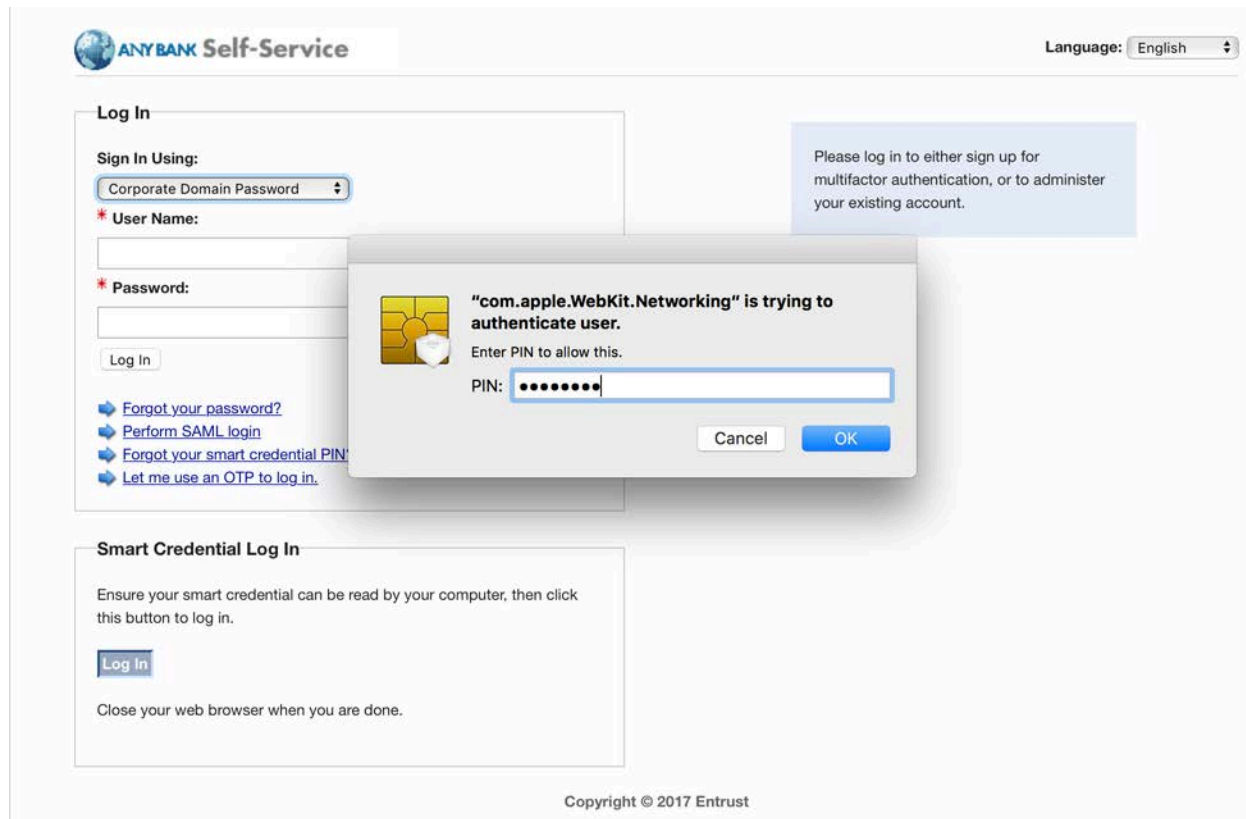 ANYBANK Self-Service
Language: English
Log In
Sign In Using:
Corporate Domain Password
* User Name:
* Password:
Log In
Forgot your password?
Perform SAML login
Forgot your smart credential PIN
Let me use an OTP to log in.
Please log in to either sign up for
multifactor authentication, or to administer
your existing account.
"com.apple.WebKit.Networking" is trying to
authenticate user.
Enter PIN to allow this.
PIN: ••••••••
Cancel OK
Smart Credential Log In
Ensure your smart credential can be read by your computer, then click
this button to log in.
Log In
Close your web browser when you are done.
Copyright © 2017 Entrust